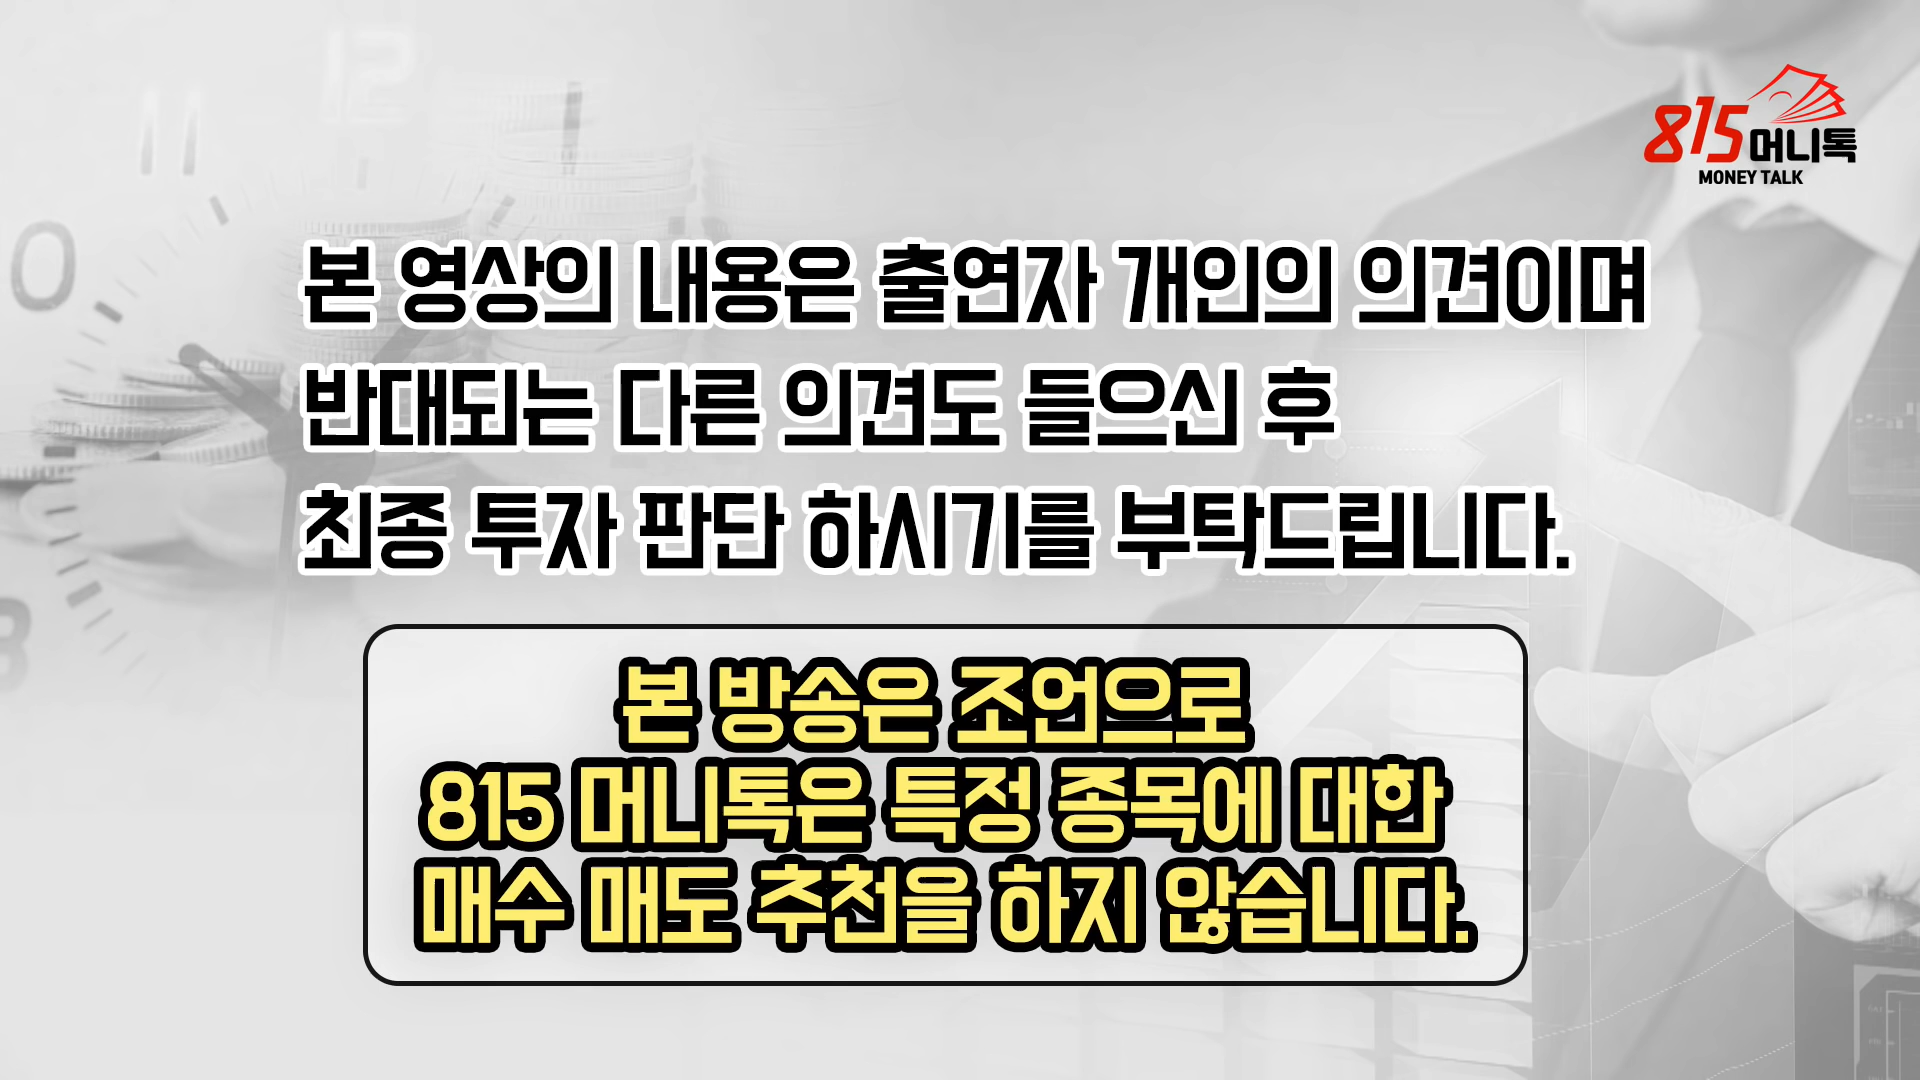 815머니톡
MONEY TALK
본 영상의 내용은 출연자 개인의 의견이며
반대되는 다른 의견도 들으신 후
최종 투자 판단 하시기를 부탁드립니다.
본 방송은 조언으로
815 머니톡은 특정 종목에 대한
매수 매도 추천을 하지 않습니다.
12
11
0
8